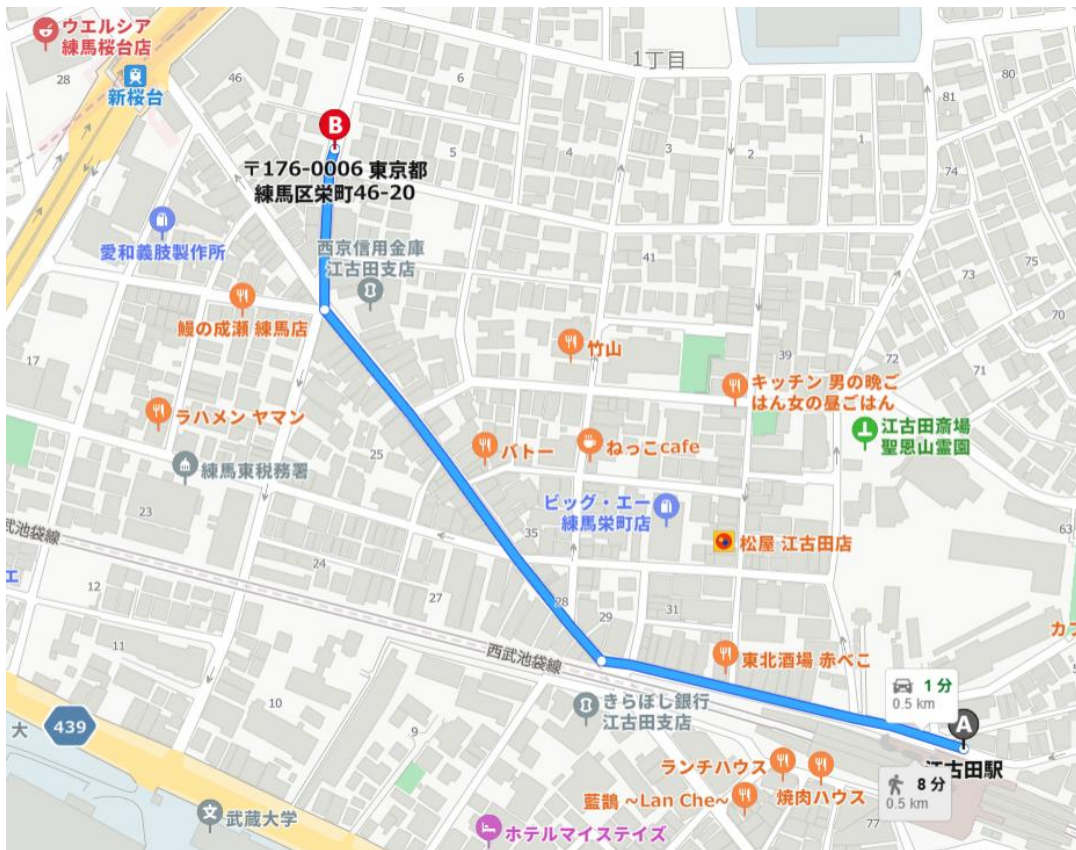 ウエルシア
練馬桜台店
28
新桜台
46
6
1丁目
80
81
B
5
4
3
2
1
74
〒176-0006 東京都
練馬区栄町46-20
愛和義肢製作所
西京信用金庫
江古田支店
41
73
75
70
鰻の成瀬 練馬店
竹山
39
72
71
17
キッチン 男の晩ご
はん女の昼ごはん
ラハメン ヤマン
江古田斎場
聖恩山霊園
バトー
ねっこcafe
25
練馬東税務署
ビッグ・エー
練馬栄町店
23
35
松屋 江古田店
63
武池袋線
24
エ
12
27
28
29
31
カフ
11
西武池袋線
東北酒場 赤べこ
5
1 分
0.5 km
10
きらぼし銀行
江古田支店
A
大
439
9
江古田駅
ランチハウス
焼肉ハウス
8 分
0.5 km
藍鵲 ~Lan Che~
武蔵大学
77
ホテルマイステイズ